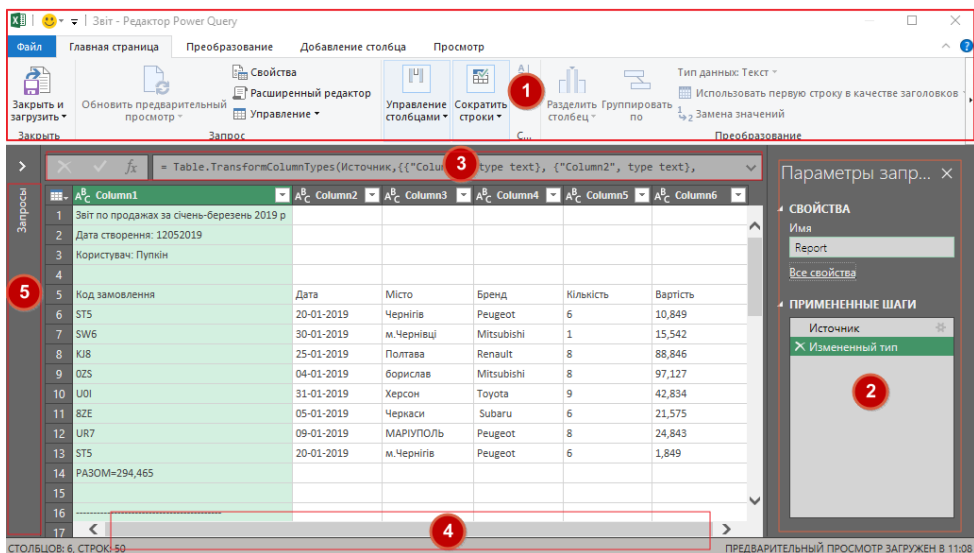 Звіт - Редактор Power Query
Файл Главная страница Преобразование Добавление столбца Просмотр
Закрыть и загрузить
Закрыть
Обновить предварительный просмотр
Свойства
Расширенный редактор
Управление
Запрос
Управление столбцами
Сократить строки
1
С...
Разделить столбец
Группировать по
Тип данных: Текст
Использовать первую строку в качестве заголовков
Замена значений
Преобразование
Запросы
5
fx = Table.TransformColumnTypes(Источник,{{"Colu 3 type text}, {"Column2", type text},
Column1 Column2 Column3 Column4 Column5 Column6
1 Звіт по продажах за січень-березень 2019 р
2 Дата створення: 12052019
3 Користувач: Пупкін
4
5 Код замовлення Дата Місто Бренд Кількість Вартість
6 ST5 20-01-2019 Чернігів Peugeot 6 10,849
7 SW6 30-01-2019 м.Чернівці Mitsubishi 1 15,542
8 KJ8 25-01-2019 Полтава Renault 8 88,846
9 0ZS 04-01-2019 борислав Mitsubishi 8 97,127
10 U0I 31-01-2019 Херсон Toyota 9 42,834
11 8ZE 05-01-2019 Черкаси Subaru 6 21,575
12 UR7 09-01-2019 МАРІУПОЛЬ Peugeot 8 24,843
13 ST5 20-01-2019 м.Чернігів Peugeot 6 1,849
14 РАЗОМ=294,465
15
16 ------------------------------------
17
4
Параметры запр...
СВОЙСТВА
Имя
Report
Все свойства
ПРИМЕНЕННЫЕ ШАГИ
Источник
Измененный тип
2
СТОЛБЦОВ: 6, СТРОК: 50
ПРЕДВАРИТЕЛЬНЫЙ ПРОСМОТР ЗАГРУЖЕН В 11:08